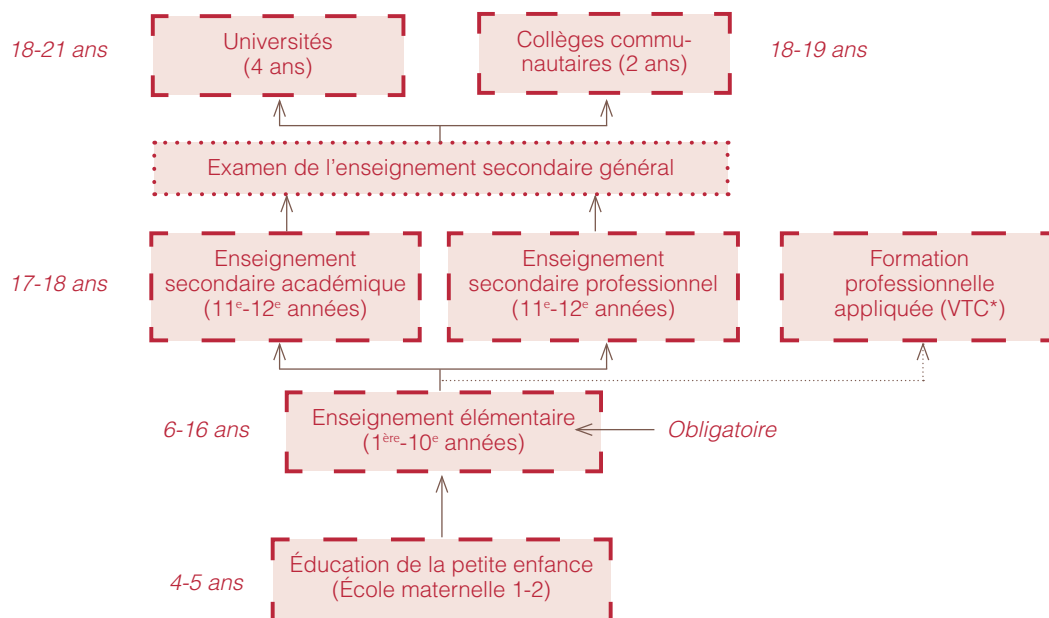 18-21 ans
Universités
(4 ans)
Collèges commu-
nautaires (2 ans)
18-19 ans
Examen de l'enseignement secondaire général
17-18 ans
Enseignement
secondaire académique
(11e-12e années)
Enseignement
secondaire professionnel
(11e-12e années)
Formation
professionnelle
appliquée (VTC*)
6-16 ans
Enseignement élémentaire
(1ère-10e années)
Obligatoire
4-5 ans
Éducation de la petite enfance
(École maternelle 1-2)